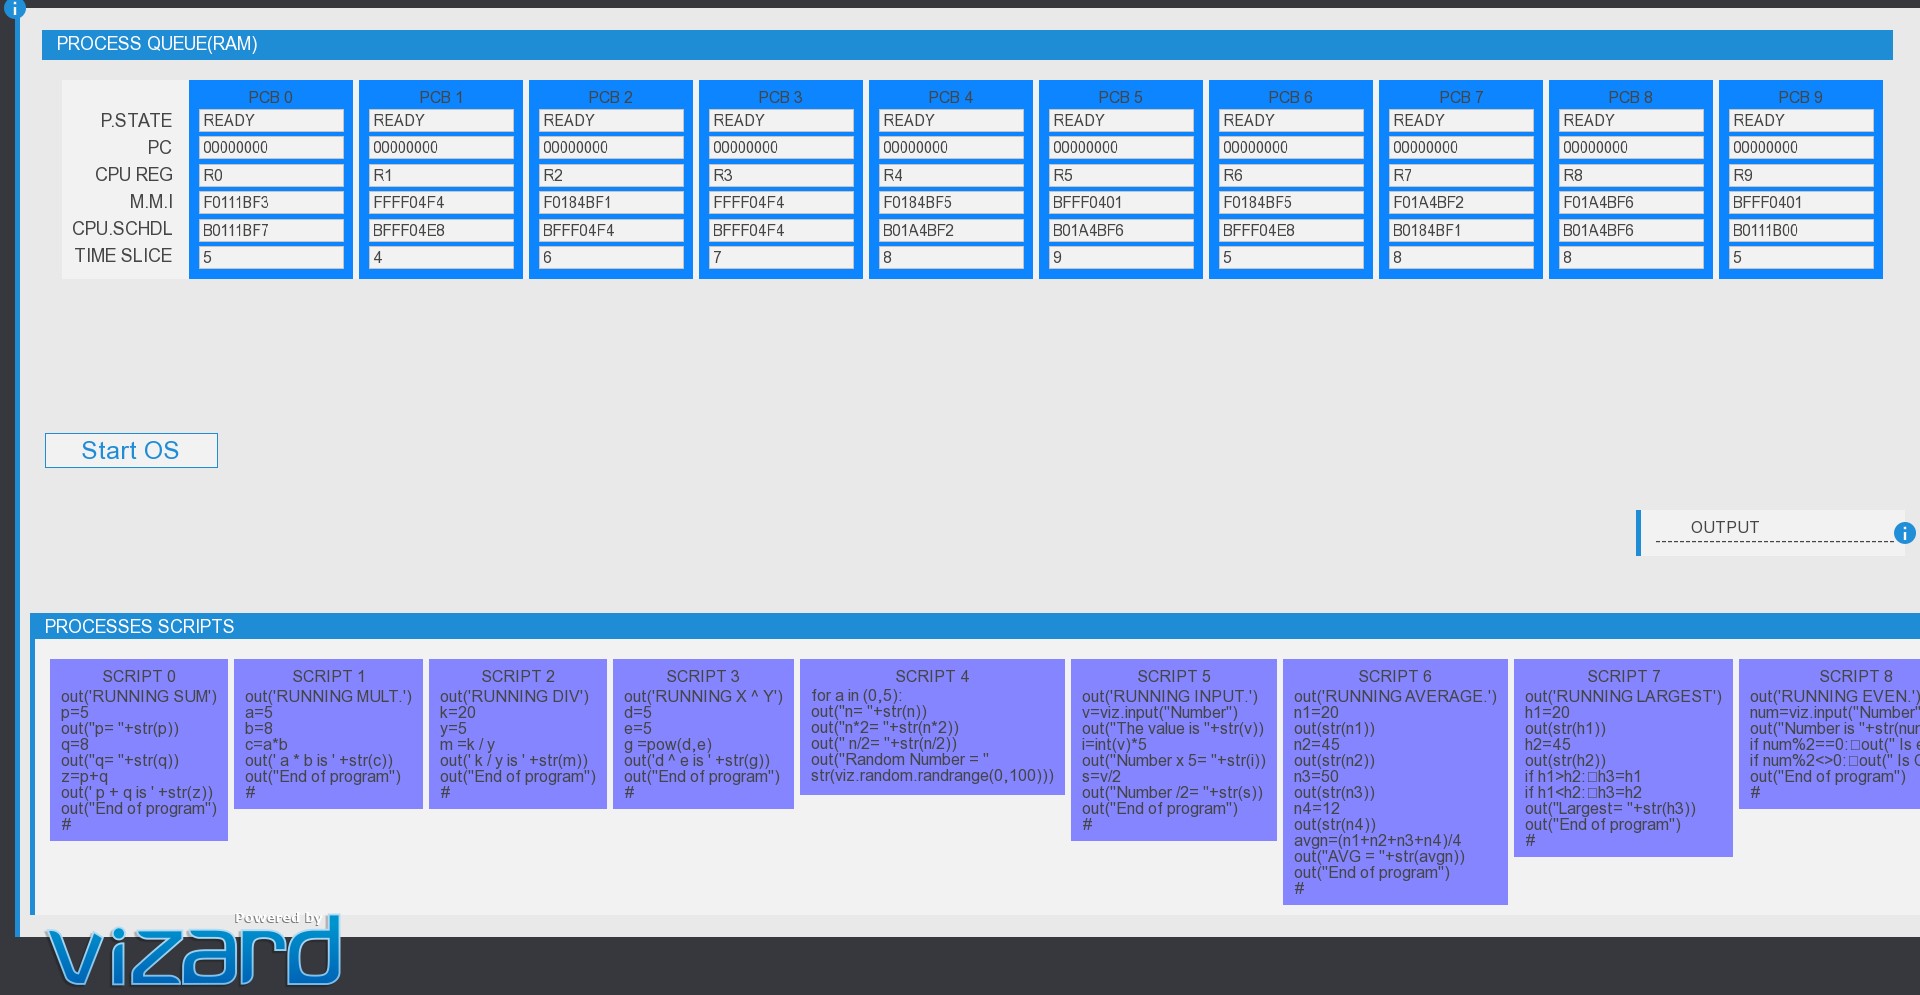 PROCESS QUEUE(RAM)
PCB 0 PCB 1 PCB 2 PCB 3 PCB 4 PCB 5 PCB 6 PCB 7 PCB 8 PCB 9
P.STATE READY READY READY READY READY READY READY READY READY READY
PC 00000000 00000000 00000000 00000000 00000000 00000000 00000000 00000000 00000000 00000000
CPU REG R0 R1 R2 R3 R4 R5 R6 R7 R8 R9
M.M.I F0111BF3 FFFF04F4 F0184BF1 FFFF04F4 F0184BF5 BFFF0401 F0184BF5 F01A4BF2 F01A4BF6 BFFF0401
CPU.SCHDL B0111BF7 BFFF04E8 BFFF04F4 BFFF04F4 B01A4BF2 B01A4BF6 BFFF04E8 B0184BF1 B01A4BF6 B0111B00
TIME SLICE 5 4 6 7 8 9 5 8 8 5
Start OS
OUTPUT
PROCESSES SCRIPTS
SCRIPT 0
out('RUNNING SUM')
p=5
out("p= "+str(p))
q=8
out("q= "+str(q))
z=p+q
out(' p + q is ' +str(z))
out("End of program")
#
SCRIPT 1
out('RUNNING MULT.')
a=5
b=8
c=a*b
out(' a * b is ' +str(c))
out("End of program")
#
SCRIPT 2
out('RUNNING DIV')
k=20
y=5
m =k / y
out(' k / y is ' +str(m))
out("End of program")
#
SCRIPT 3
out('RUNNING X ^ Y')
d=5
e=5
g =pow(d,e)
out('d ^ e is ' +str(g))
out("End of program")
#
SCRIPT 4
for a in (0,5):
out("n= "+str(n))
out("n*2= "+str(n*2))
out(" n/2= "+str(n/2))
out("Random Number = "
str(viz.random.randrange(0,100)))
SCRIPT 5
out('RUNNING INPUT.')
v=viz.input("Number")
out("The value is "+str(v))
i=int(v)*5
out("Number x 5= "+str(i))
s=v/2
out("Number /2= "+str(s))
out("End of program")
#
SCRIPT 6
out('RUNNING AVERAGE.')
n1=20
out(str(n1))
n2=45
out(str(n2))
n3=50
out(str(n3))
n4=12
out(str(n4))
avgn=(n1+n2+n3+n4)/4
out("AVG = "+str(avgn))
out("End of program")
#
SCRIPT 7
out('RUNNING LARGEST')
h1=20
out(str(h1))
h2=45
out(str(h2))
if h1>h2:□h3=h1
if h1<h2:□h3=h2
out("Largest= "+str(h3))
out("End of program")
#
SCRIPT 8
out('RUNNING EVEN.')
num=viz.input("Number"
out("Number is "+str(num
if num%2==0:□out(" Is e
if num%2<>0:□out(" Is
out("End of program")
#
Powered by
vizard